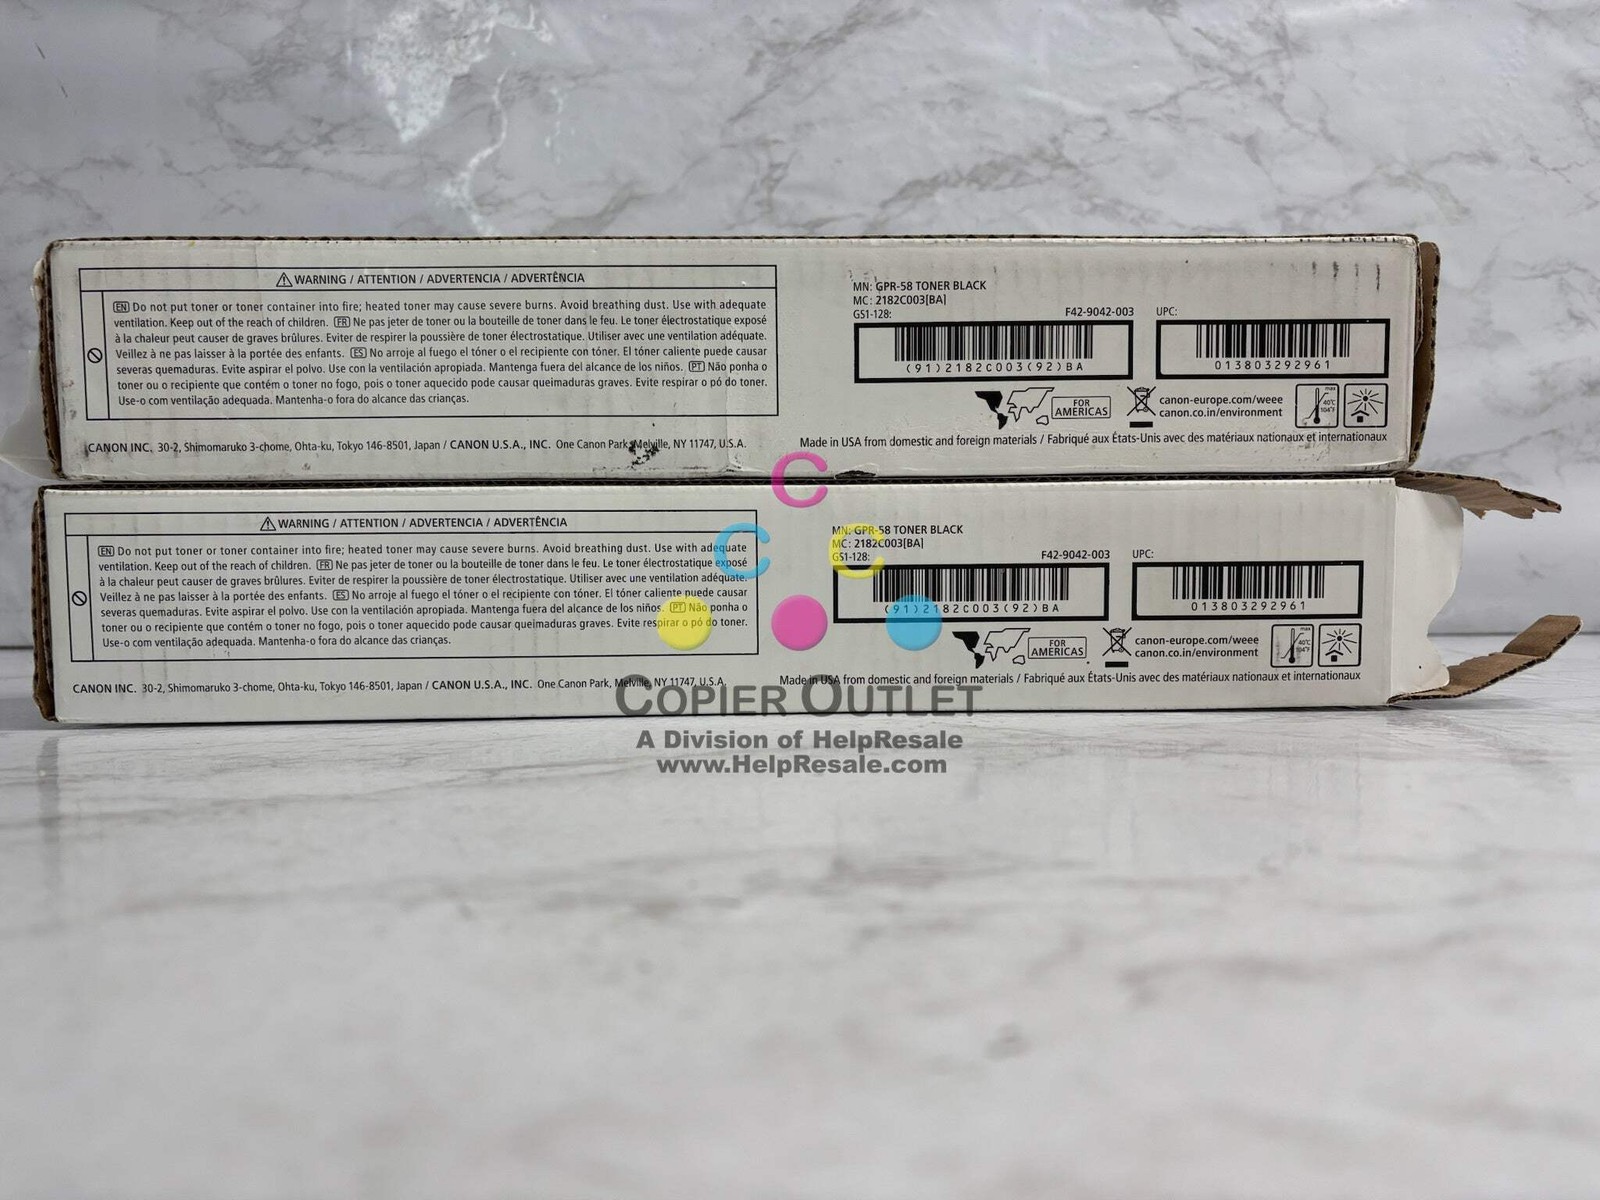 WARNING / ATTENTION / ADVERTENCIA / ADVERTÊNCIA
EN Do not put toner or toner container into fire; heated toner may cause severe burns. Avoid breathing dust. Use with adequate
ventilation. Keep out of the reach of children. FR Ne pas jeter de toner ou la bouteille de toner dans le feu. Le toner électrostatique exposé
à la chaleur peut causer de graves brûlures. Eviter de respirer la poussière de toner électrostatique. Utiliser avec une ventilation adéquate.
Veillez à ne pas laisser à la portée des enfants. ES No arroje al fuego el tóner o el recipiente con tóner. El tóner caliente puede causar
severas quemaduras. Evite aspirar el polvo. Use con la ventilación apropiada. Mantenga fuera del alcance de los niños. PT Não ponha o
toner ou o recipiente que contém o toner no fogo, pois o toner aquecido pode causar queimaduras graves. Evite respirar o pó do toner.
Use-o com ventilação adequada. Mantenha-o fora do alcance das crianças.
CANON INC. 30-2, Shimomaruko 3-chome, Ohta-ku, Tokyo 146-8501, Japan / CANON U.S.A., INC. One Canon Park, Melville, NY 11747, U.S.A.
MN: GPR-58 TONER BLACK
MC: 2182C003[BA]
GS1-128: F42-9042-003 UPC:
(91)2182C003(92)BA 013803292961
FOR AMERICAS
canon-europe.com/weee
canon.co.in/environment
max
40°C
104°F
Made in USA from domestic and foreign materials / Fabriqué aux États-Unis avec des matériaux nationaux et internationaux
WARNING / ATTENTION / ADVERTENCIA / ADVERTÊNCIA
EN Do not put toner or toner container into fire; heated toner may cause severe burns. Avoid breathing dust. Use with adequate
ventilation. Keep out of the reach of children. FR Ne pas jeter de toner ou la bouteille de toner dans le feu. Le toner électrostatique exposé
à la chaleur peut causer de graves brûlures. Eviter de respirer la poussière de toner électrostatique. Utiliser avec une ventilation adéquate.
Veillez à ne pas laisser à la portée des enfants. ES No arroje al fuego el tóner o el recipiente con tóner. El tóner caliente puede causar
severas quemaduras. Evite aspirar el polvo. Use con la ventilación apropiada. Mantenga fuera del alcance de los niños. PT Não ponha o
toner ou o recipiente que contém o toner no fogo, pois o toner aquecido pode causar queimaduras graves. Evite respirar o pó do toner.
Use-o com ventilação adequada. Mantenha-o fora do alcance das crianças.
CANON INC. 30-2, Shimomaruko 3-chome, Ohta-ku, Tokyo 146-8501, Japan / CANON U.S.A., INC. One Canon Park, Melville, NY 11747, U.S.A.
MN: GPR-58 TONER BLACK
MC: 2182C003[BA]
GS1-128: F42-9042-003 UPC:
(91)2182C003(92)BA 013803292961
FOR AMERICAS
canon-europe.com/weee
canon.co.in/environment
max
40°C
104°F
Made in USA from domestic and foreign materials / Fabriqué aux États-Unis avec des matériaux nationaux et internationaux
C
C C
COPIER OUTLET
A Division of HelpResale
www.HelpResale.com